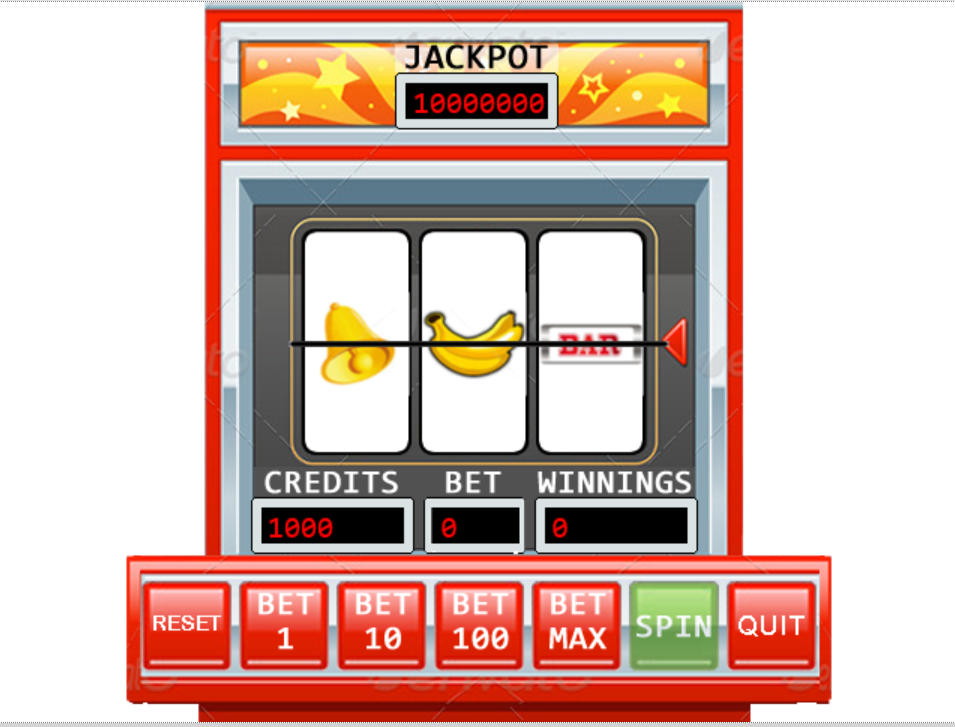 JACKPOT
10000000
BAR
CREDITS BET WINNINGS
1000 0 0
RESET
BET
1
BET
10
BET
100
BET
MAX
SPIN
QUIT